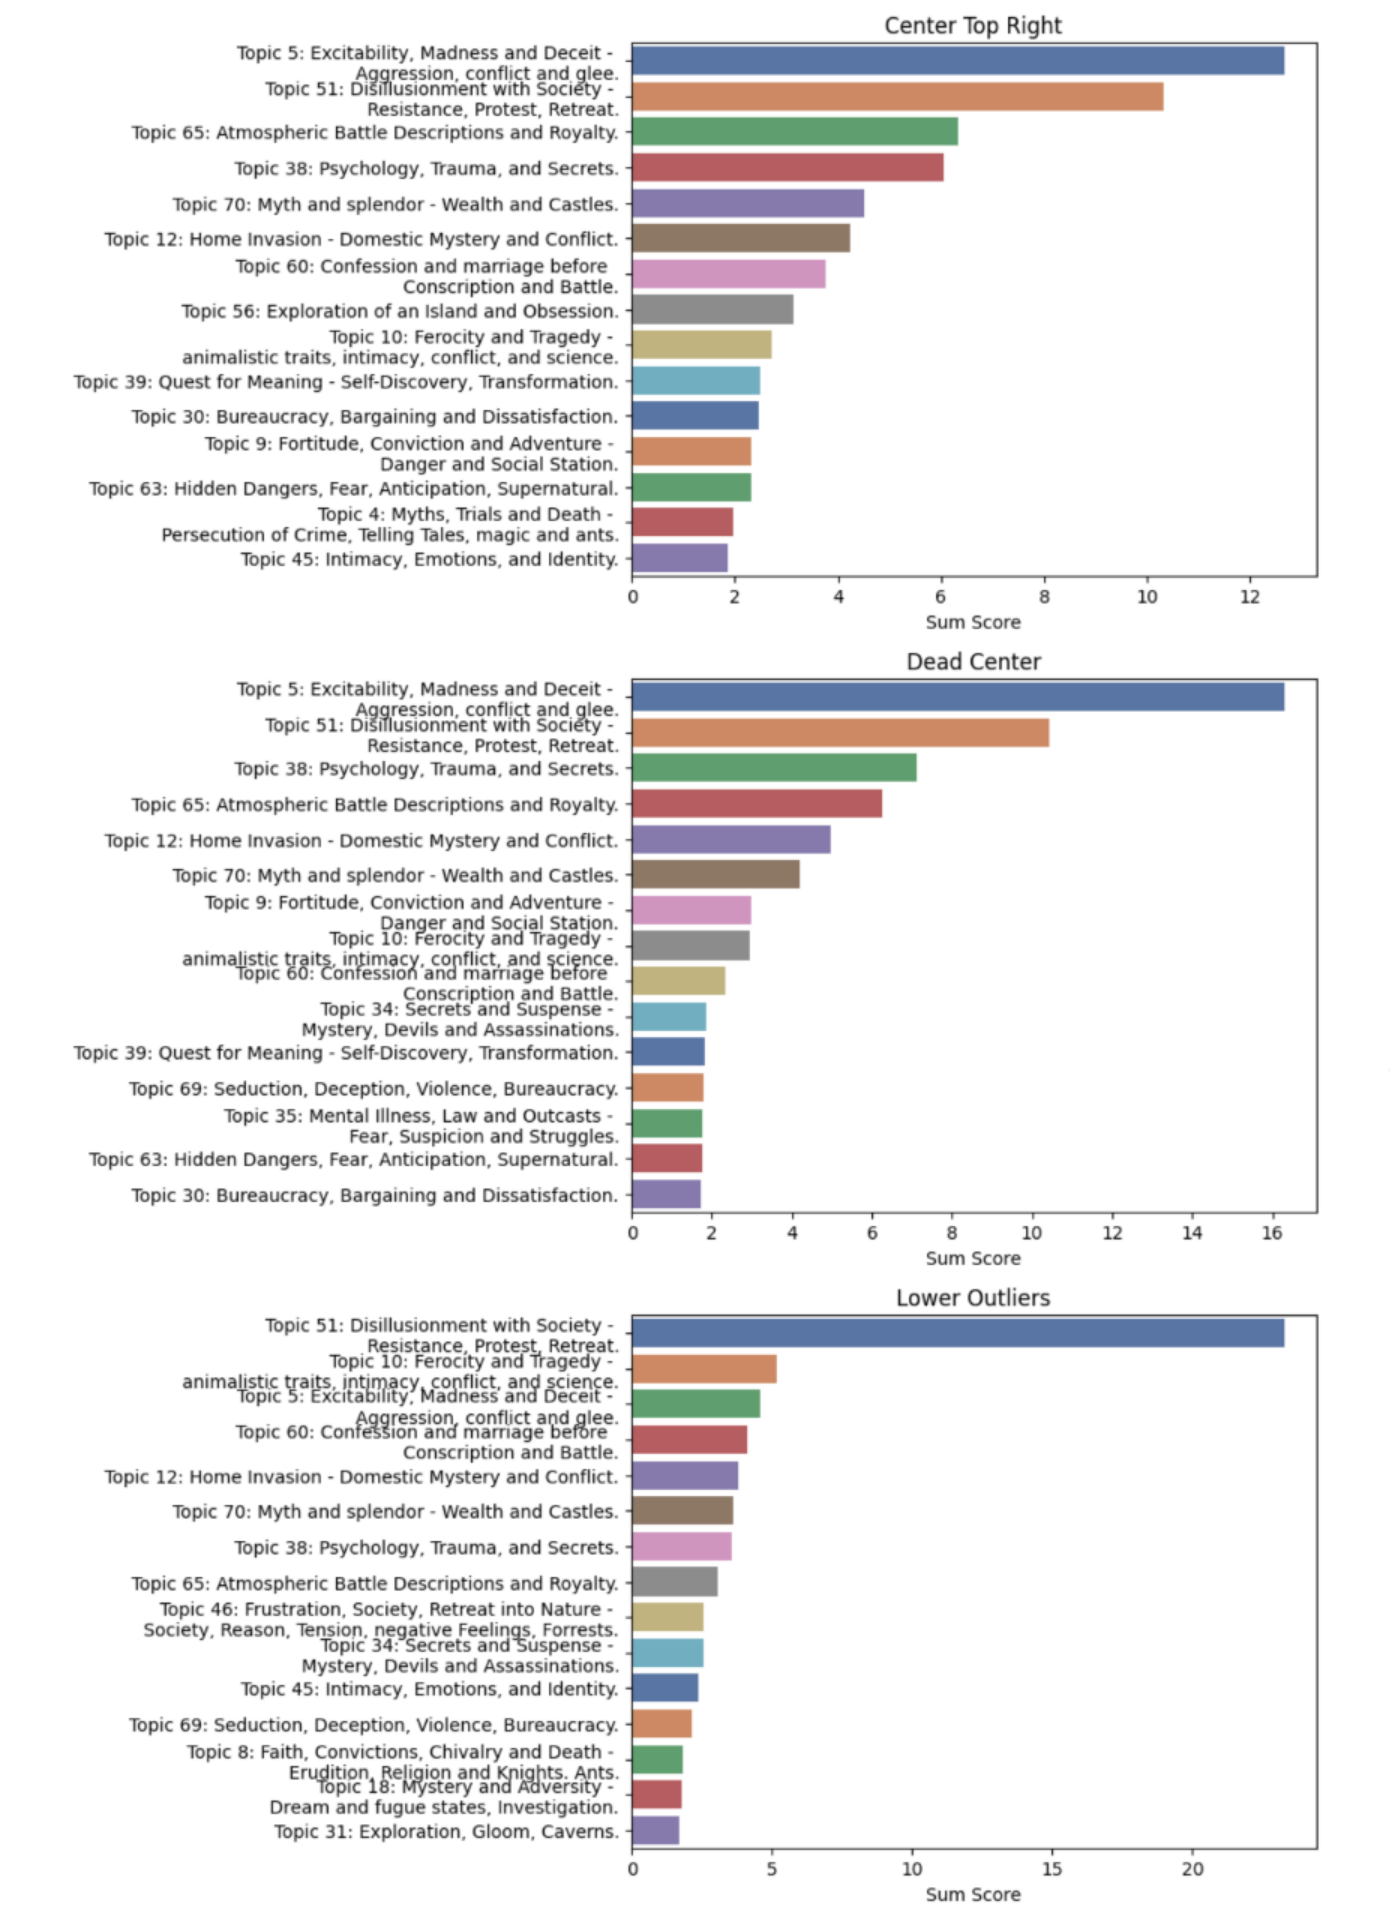 Center Top Right
Topic 5: Excitability, Madness and Deceit -
Aggression, conflict and glee.
Topic 51: Disillusionment with Society -
Resistance, Protest, Retreat.
Topic 65: Atmospheric Battle Descriptions and Royalty.
Topic 38: Psychology, Trauma, and Secrets.
Topic 70: Myth and splendor - Wealth and Castles.
Topic 12: Home Invasion - Domestic Mystery and Conflict.
Topic 60: Confession and marriage before
Conscription and Battle.
Topic 56: Exploration of an Island and Obsession.
Topic 10: Ferocity and Tragedy -
animalistic traits, intimacy, conflict, and science.
Topic 39: Quest for Meaning - Self-Discovery, Transformation.
Topic 30: Bureaucracy, Bargaining and Dissatisfaction.
Topic 9: Fortitude, Conviction and Adventure -
Danger and Social Station.
Topic 63: Hidden Dangers, Fear, Anticipation, Supernatural.
Topic 4: Myths, Trials and Death -
Persecution of Crime, Telling Tales, magic and ants.
Topic 45: Intimacy, Emotions, and Identity.
0 2 4 6 8 10 12
Sum Score
Dead Center
Topic 5: Excitability, Madness and Deceit -
Aggression, conflict and glee.
Topic 51: Disillusionment with Society -
Resistance, Protest, Retreat.
Topic 38: Psychology, Trauma, and Secrets.
Topic 65: Atmospheric Battle Descriptions and Royalty.
Topic 12: Home Invasion - Domestic Mystery and Conflict.
Topic 70: Myth and splendor - Wealth and Castles.
Topic 9: Fortitude, Conviction and Adventure -
Danger and Social Station.
Topic 10: Ferocity and Tragedy -
animalistic traits, intimacy, conflict, and science.
Topic 60: Confession and marriage before
Conscription and Battle.
Topic 34: Secrets and Suspense -
Mystery, Devils and Assassinations.
Topic 39: Quest for Meaning - Self-Discovery, Transformation.
Topic 69: Seduction, Deception, Violence, Bureaucracy.
Topic 35: Mental Illness, Law and Outcasts -
Fear, Suspicion and Struggles.
Topic 63: Hidden Dangers, Fear, Anticipation, Supernatural.
Topic 30: Bureaucracy, Bargaining and Dissatisfaction.
0 2 4 6 8 10 12 14 16
Sum Score
Lower Outliers
Topic 51: Disillusionment with Society -
Resistance, Protest, Retreat.
Topic 10: Ferocity and Tragedy -
animalistic traits, intimacy, conflict, and science.
Topic 5: Excitability, Madness and Deceit -
Aggression, conflict and glee.
Topic 60: Confession and marriage before
Conscription and Battle.
Topic 12: Home Invasion - Domestic Mystery and Conflict.
Topic 70: Myth and splendor - Wealth and Castles.
Topic 38: Psychology, Trauma, and Secrets.
Topic 65: Atmospheric Battle Descriptions and Royalty.
Topic 46: Frustration, Society, Retreat into Nature -
Society, Reason, Tension, negative Feelings, Forrests.
Topic 34: Secrets and Suspense -
Mystery, Devils and Assassinations.
Topic 45: Intimacy, Emotions, and Identity.
Topic 69: Seduction, Deception, Violence, Bureaucracy.
Topic 8: Faith, Convictions, Chivalry and Death -
Erudition, Religion and Knights. Ants.
Topic 18: Mystery and Adversity -
Dream and fugue states, Investigation.
Topic 31: Exploration, Gloom, Caverns.
0 5 10 15 20
Sum Score